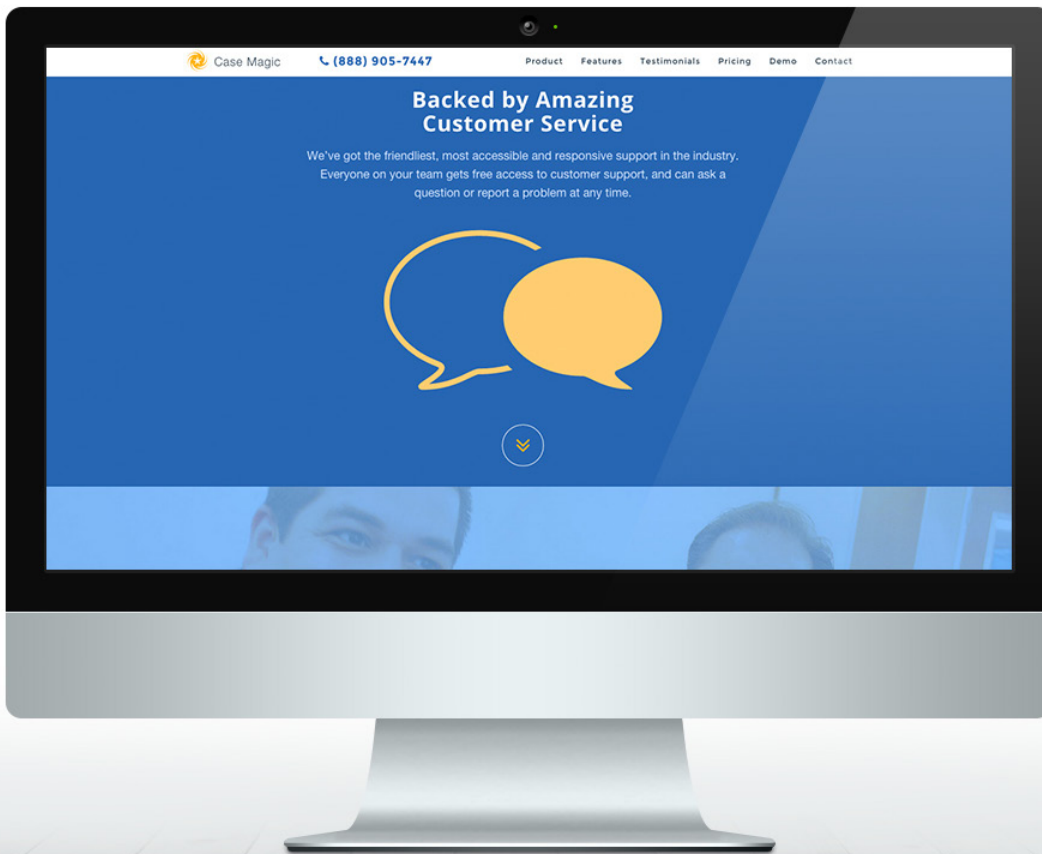 Case Magic (888) 905-7447 Product Features Testimonials Pricing Demo Contact
Backed by Amazing
Customer Service
We've got the friendliest, most accessible and responsive support in the industry.
Everyone on your team gets free access to customer support, and can ask a
question or report a problem at any time.